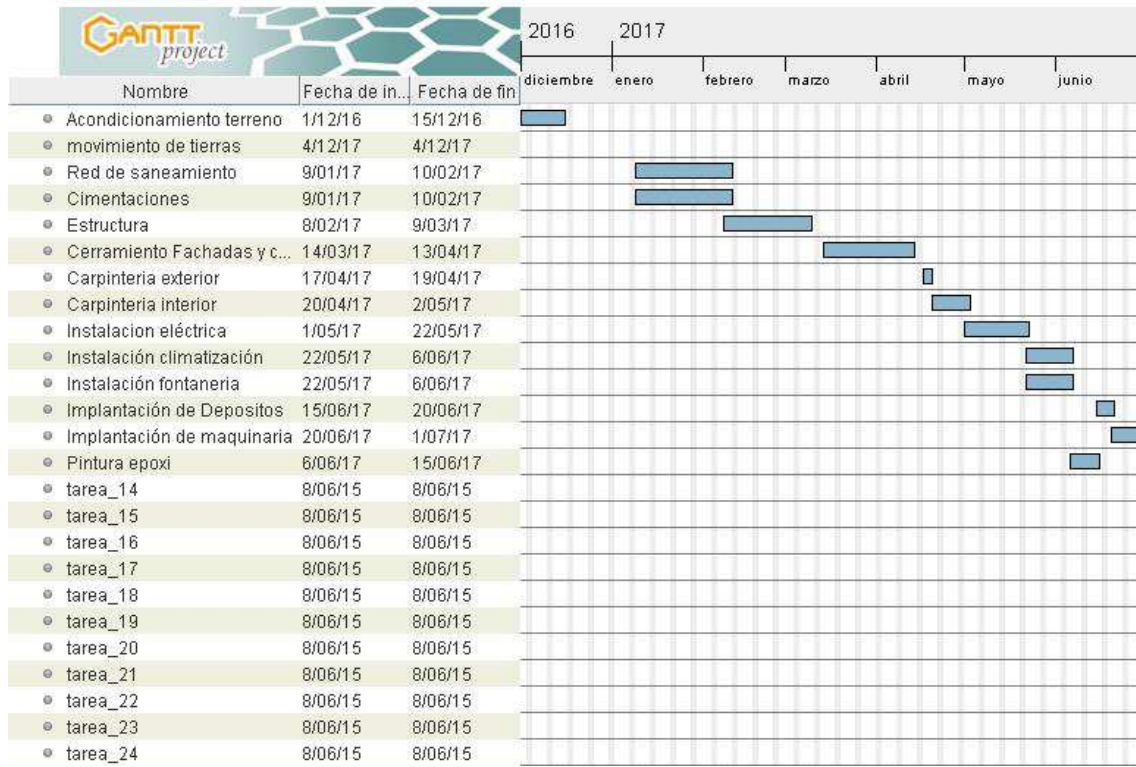 GANTT project
2016 2017
diciembre enero febrero marzo abril mayo junio
Nombre Fecha de in... Fecha de fin
Acondicionamiento terreno 1/12/16 15/12/16
movimiento de tierras 4/12/17 4/12/17
Red de saneamiento 9/01/17 10/02/17
Cimentaciones 9/01/17 10/02/17
Estructura 8/02/17 9/03/17
Cerramiento Fachadas y c... 14/03/17 13/04/17
Carpinteria exterior 17/04/17 19/04/17
Carpinteria interior 20/04/17 2/05/17
Instalacion eléctrica 1/05/17 22/05/17
Instalación climatización 22/05/17 6/06/17
Instalación fontaneria 22/05/17 6/06/17
Implantación de Depositos 15/06/17 20/06/17
Implantación de maquinaria 20/06/17 1/07/17
Pintura epoxi 6/06/17 15/06/17
tarea_14 8/06/15 8/06/15
tarea_15 8/06/15 8/06/15
tarea_16 8/06/15 8/06/15
tarea_17 8/06/15 8/06/15
tarea_18 8/06/15 8/06/15
tarea_19 8/06/15 8/06/15
tarea_20 8/06/15 8/06/15
tarea_21 8/06/15 8/06/15
tarea_22 8/06/15 8/06/15
tarea_23 8/06/15 8/06/15
tarea_24 8/06/15 8/06/15